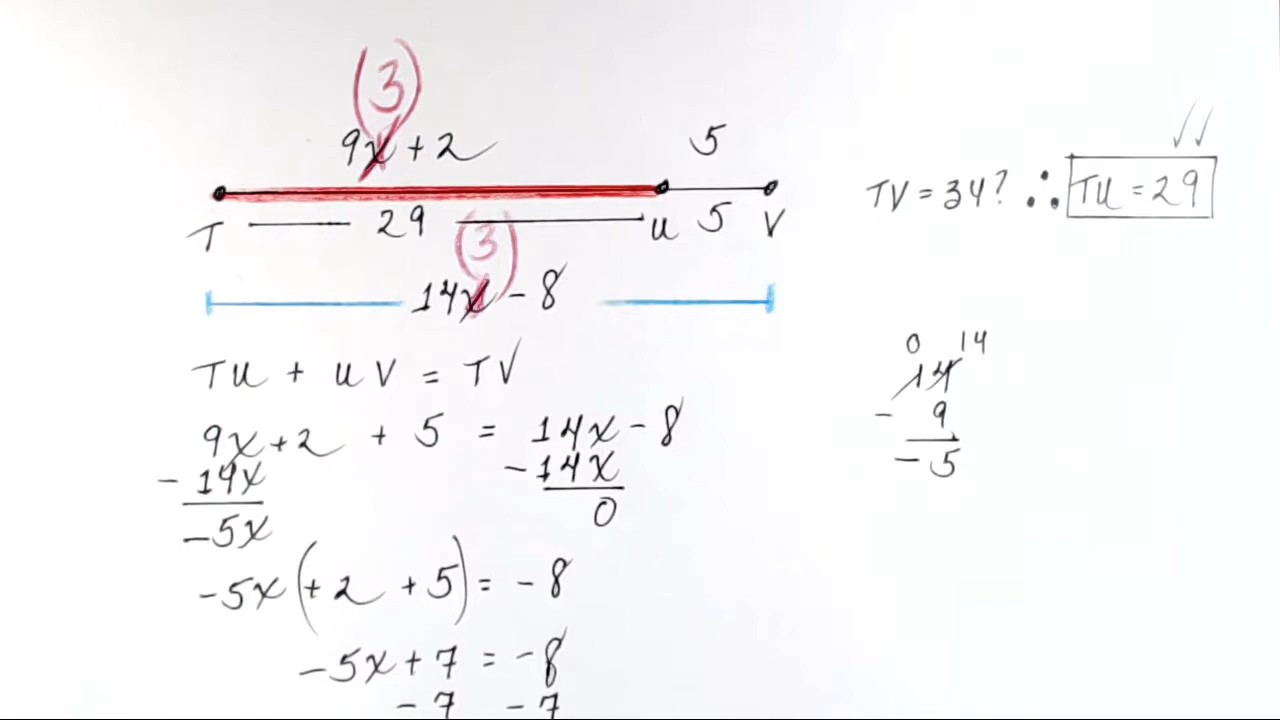 (3)
9x + 2
5
TV = 34? ∴ TU = 29
29
5
T
U
V
(3)
14x - 8
TU + UV = TV
9x + 2 + 5 = 14x - 8
- 14x - 14x
-5x 0
-5x (+ 2 + 5) = - 8
-5x + 7 = -8
- 7 - 7
0 14
14
- 9
- 5